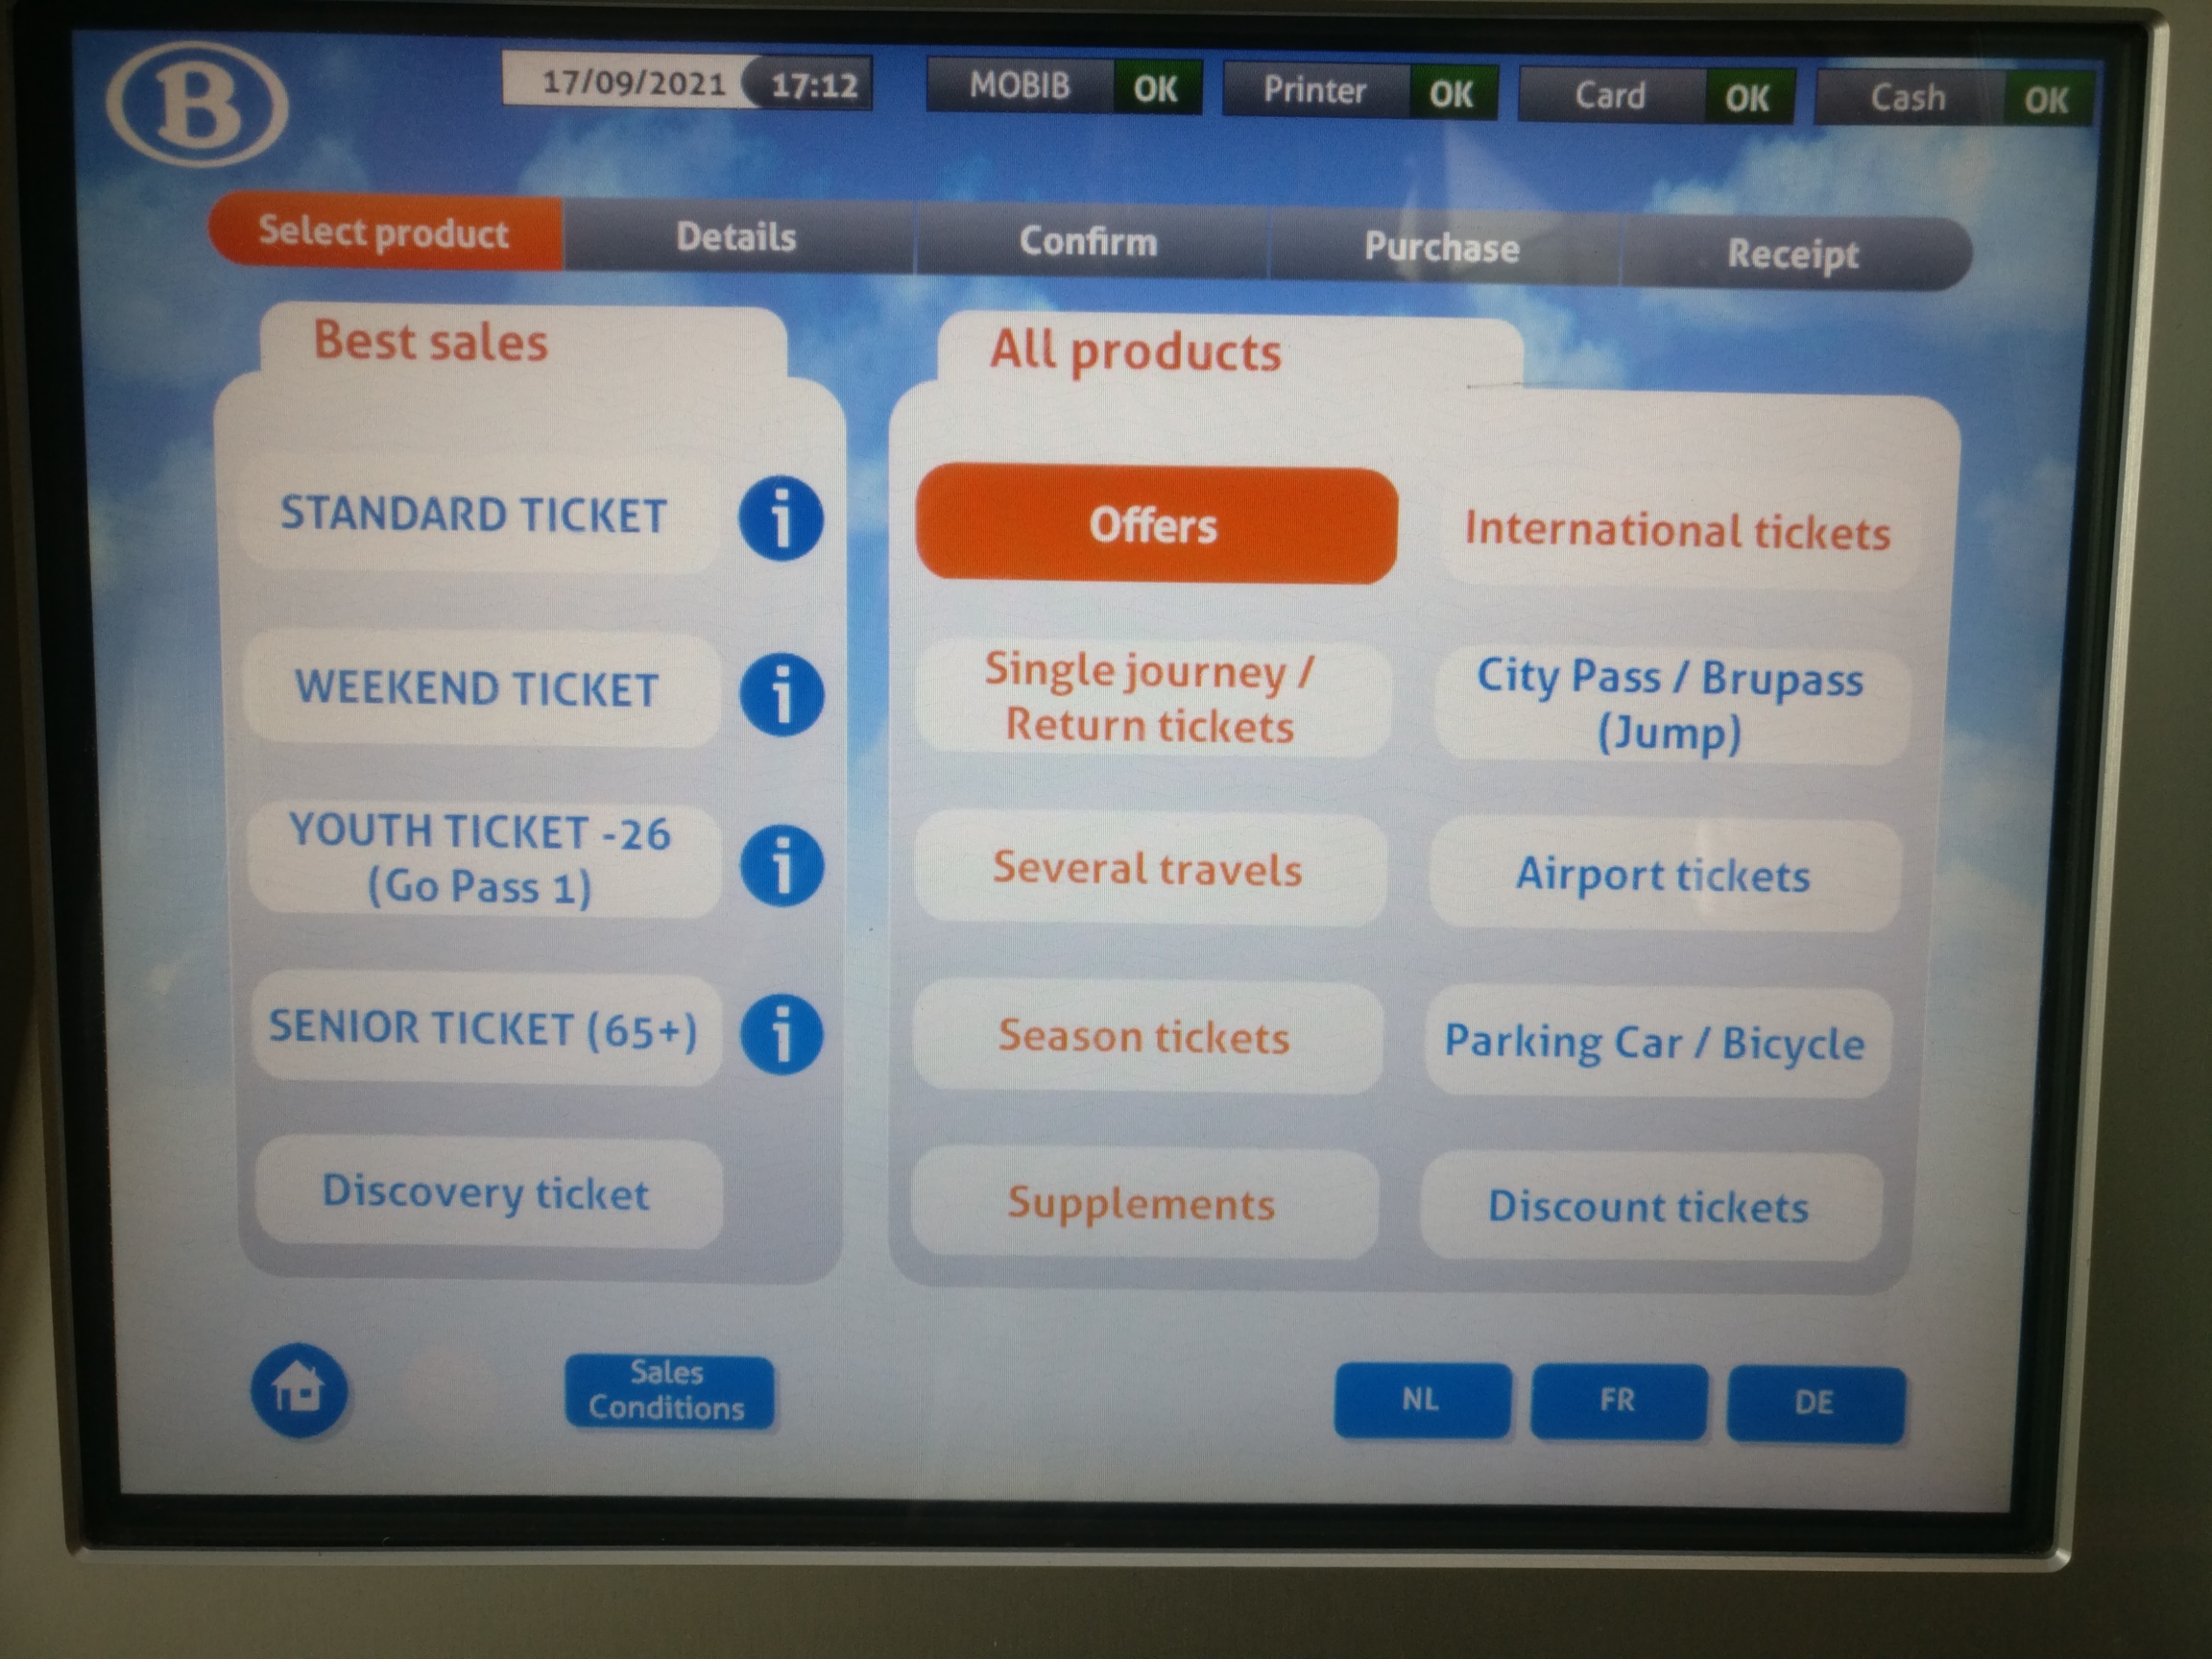 B
17/09/2021 17:12 MOBIB OK Printer OK Card OK Cash OK
Select product Details Confirm Purchase Receipt
Best sales
STANDARD TICKET i
WEEKEND TICKET i
YOUTH TICKET -26
(Go Pass 1) i
SENIOR TICKET (65+) i
Discovery ticket
All products
Offers
International tickets
Single journey /
Return tickets
City Pass / Brupass
(Jump)
Several travels
Airport tickets
Season tickets
Parking Car / Bicycle
Supplements
Discount tickets
Sales
Conditions
NL FR DE